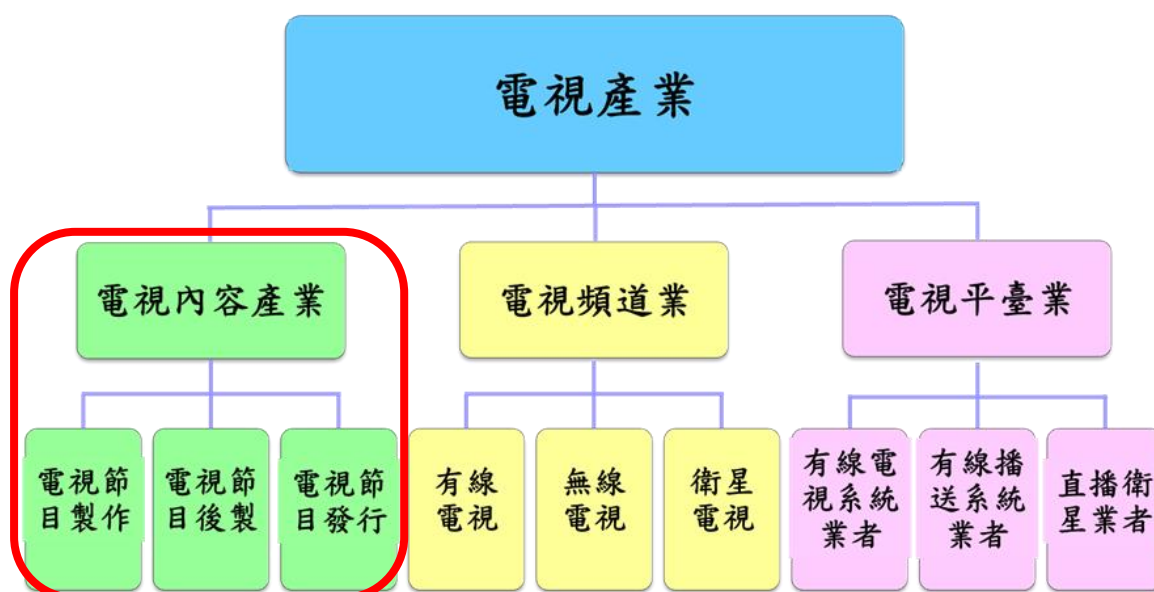 電視產業
電視內容產業
電視頻道業
電視平臺業
電視節
目製作
電視節
目後製
電視節
目發行
有線
電視
無線
電視
衛星
電視
有線電
視系統
業者
有線播
送系統
業者
直播衛
星業者